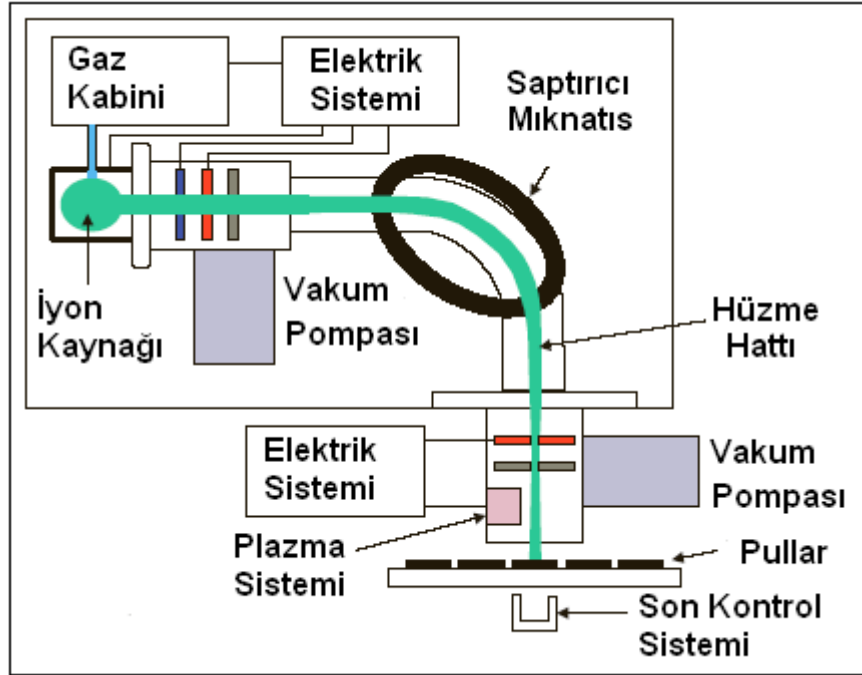 Gaz
Kabini
Elektrik
Sistemi
Saptırıcı
Mıknatıs
İyon
Kaynağı
Vakum
Pompası
Hüzme
Hattı
Elektrik
Sistemi
Vakum
Pompası
Plazma
Sistemi
Pullar
Son Kontrol
Sistemi